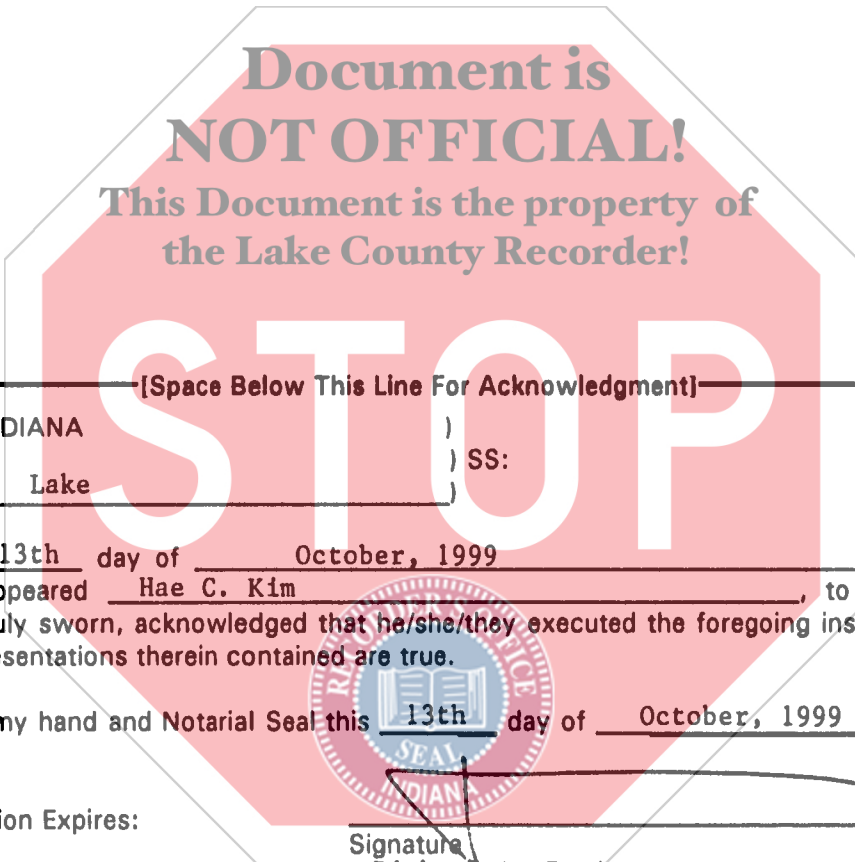 Document is
NOT OFFICIAL!
This Document is the property of
the Lake County Recorder!
STOP
[Space Below This Line For Acknowledgment]
DIANA )
) SS:
Lake )
13th day of October, 1999
peared Hae C. Kim, to
uly sworn, acknowledged that he/she/they executed the foregoing ins
sentations therein contained are true.
my hand and Notarial Seal this 13th day of October, 1999
RECORDER'S OFFICE
SEAL
INDIANA
ion Expires:
Signature